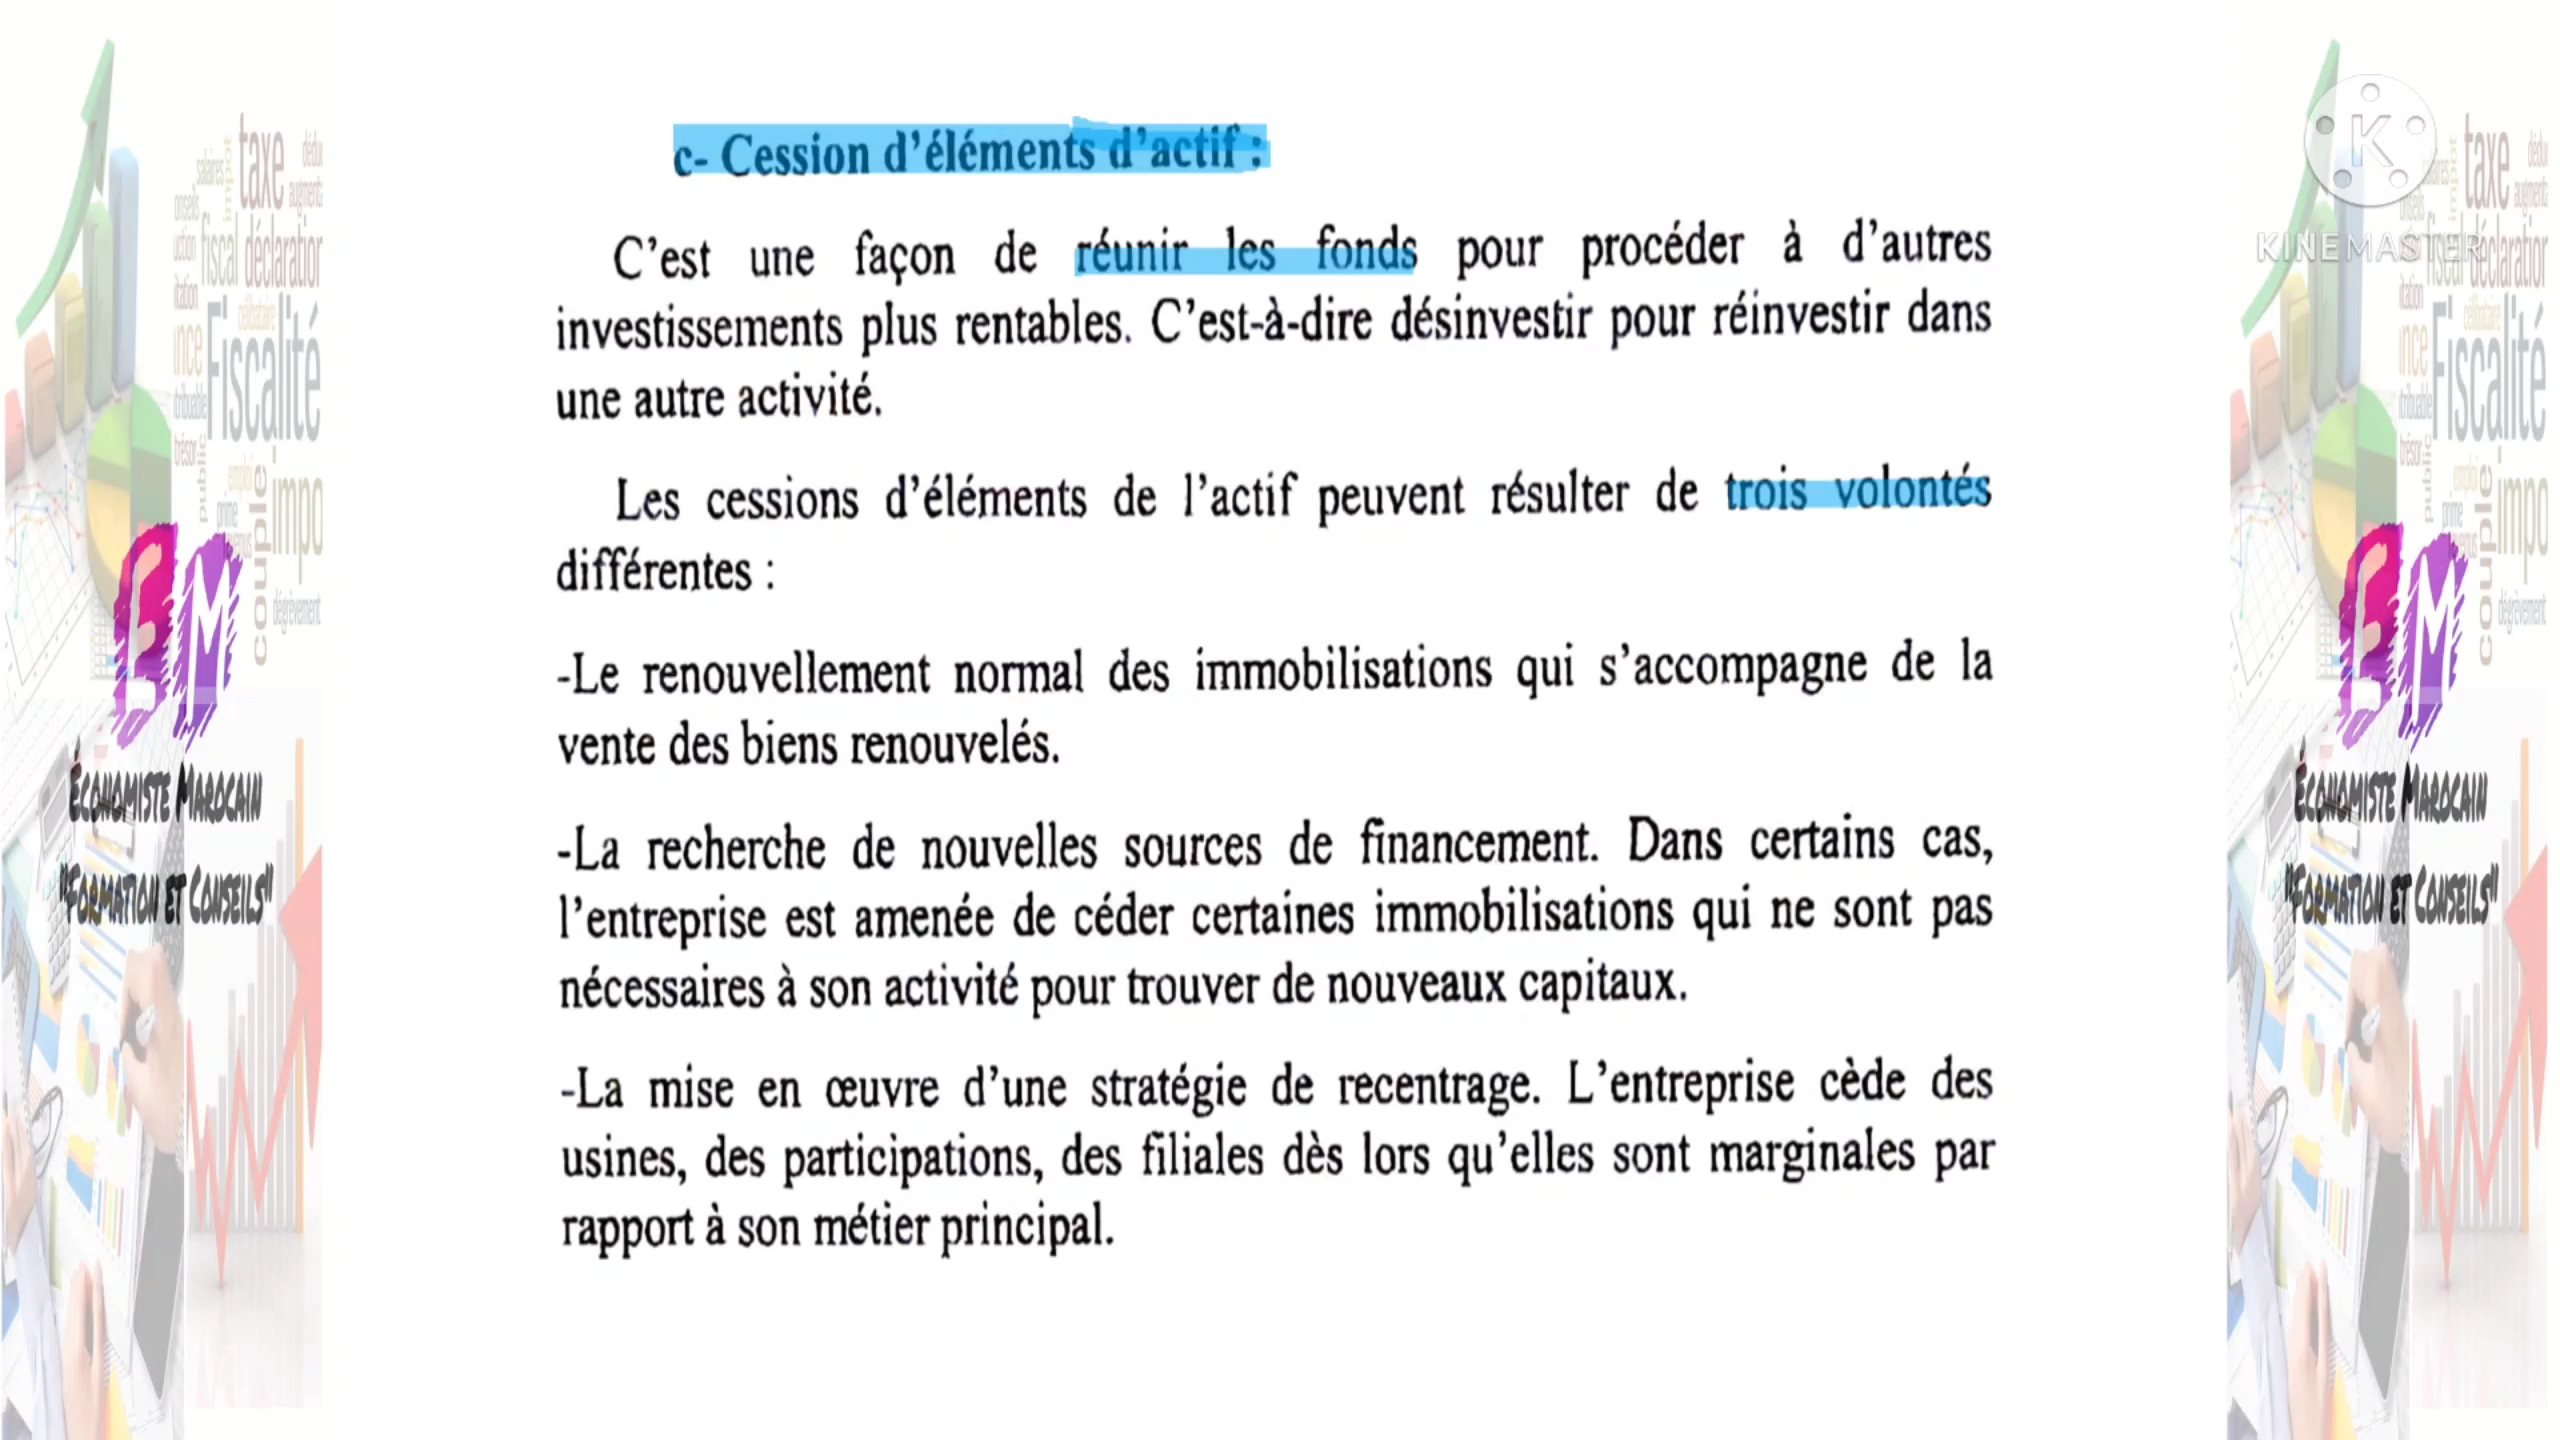 c- Cession d'éléments d'actif :
C'est une façon de réunir les fonds pour procéder à d'autres
investissements plus rentables. C'est-à-dire désinvestir pour réinvestir dans
une autre activité.
Les cessions d'éléments de l'actif peuvent résulter de trois volontés
différentes :
-Le renouvellement normal des immobilisations qui s'accompagne de la
vente des biens renouvelés.
-La recherche de nouvelles sources de financement. Dans certains cas,
l'entreprise est amenée de céder certaines immobilisations qui ne sont pas
nécessaires à son activité pour trouver de nouveaux capitaux.
-La mise en œuvre d'une stratégie de recentrage. L'entreprise cède des
usines, des participations, des filiales dès lors qu'elles sont marginales par
rapport à son métier principal.
taxe
fiscal déclaration
Fiscalité
couple
EM
Économiste Marocain
"Formation et Conseils"
K
KINEMASTER
taxe
Fiscalité
couple
EM
Économiste Marocain
"Formation et Conseils"